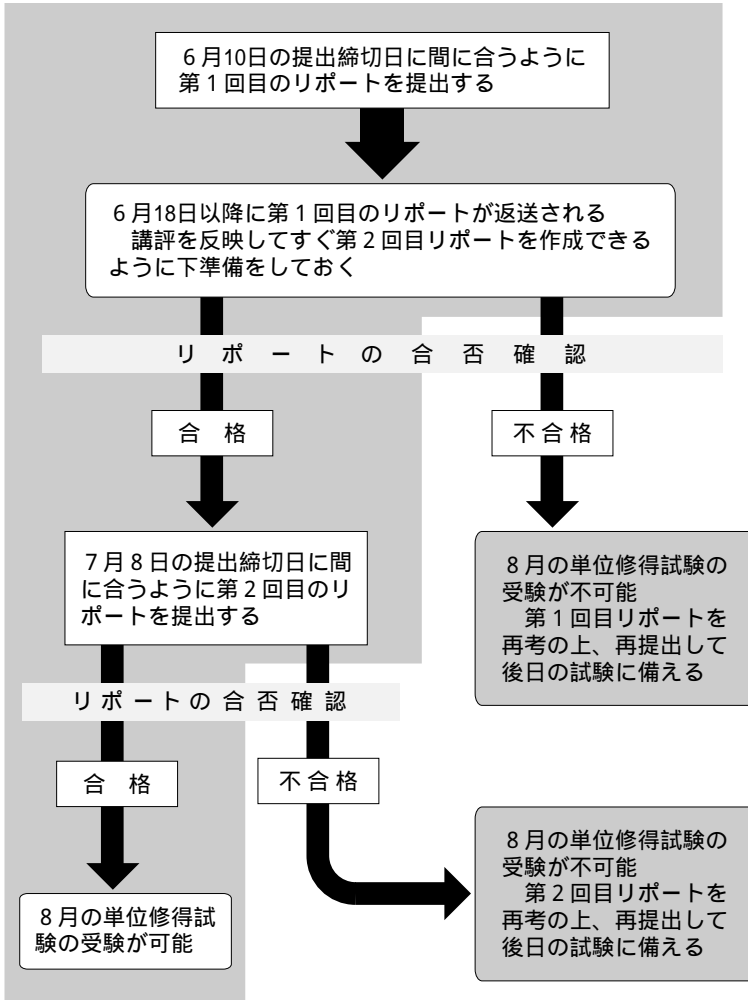 ６月10日の提出締切日に間に合うように
第１回目のリポートを提出する
６月18日以降に第１回目のリポートが返送される
　講評を反映してすぐ第２回目リポートを作成できる
ように下準備をしておく
リポートの合否確認
合　格
不合格
７月８日の提出締切日に間
に合うように第２回目のリ
ポートを提出する
８月の単位修得試験の
受験が不可能
　第１回目リポートを
再考の上、再提出して
後日の試験に備える
リポートの合否確認
合　格
不合格
８月の単位修得試
験の受験が可能
８月の単位修得試験の
受験が不可能
　第２回目リポートを
再考の上、再提出して
後日の試験に備える